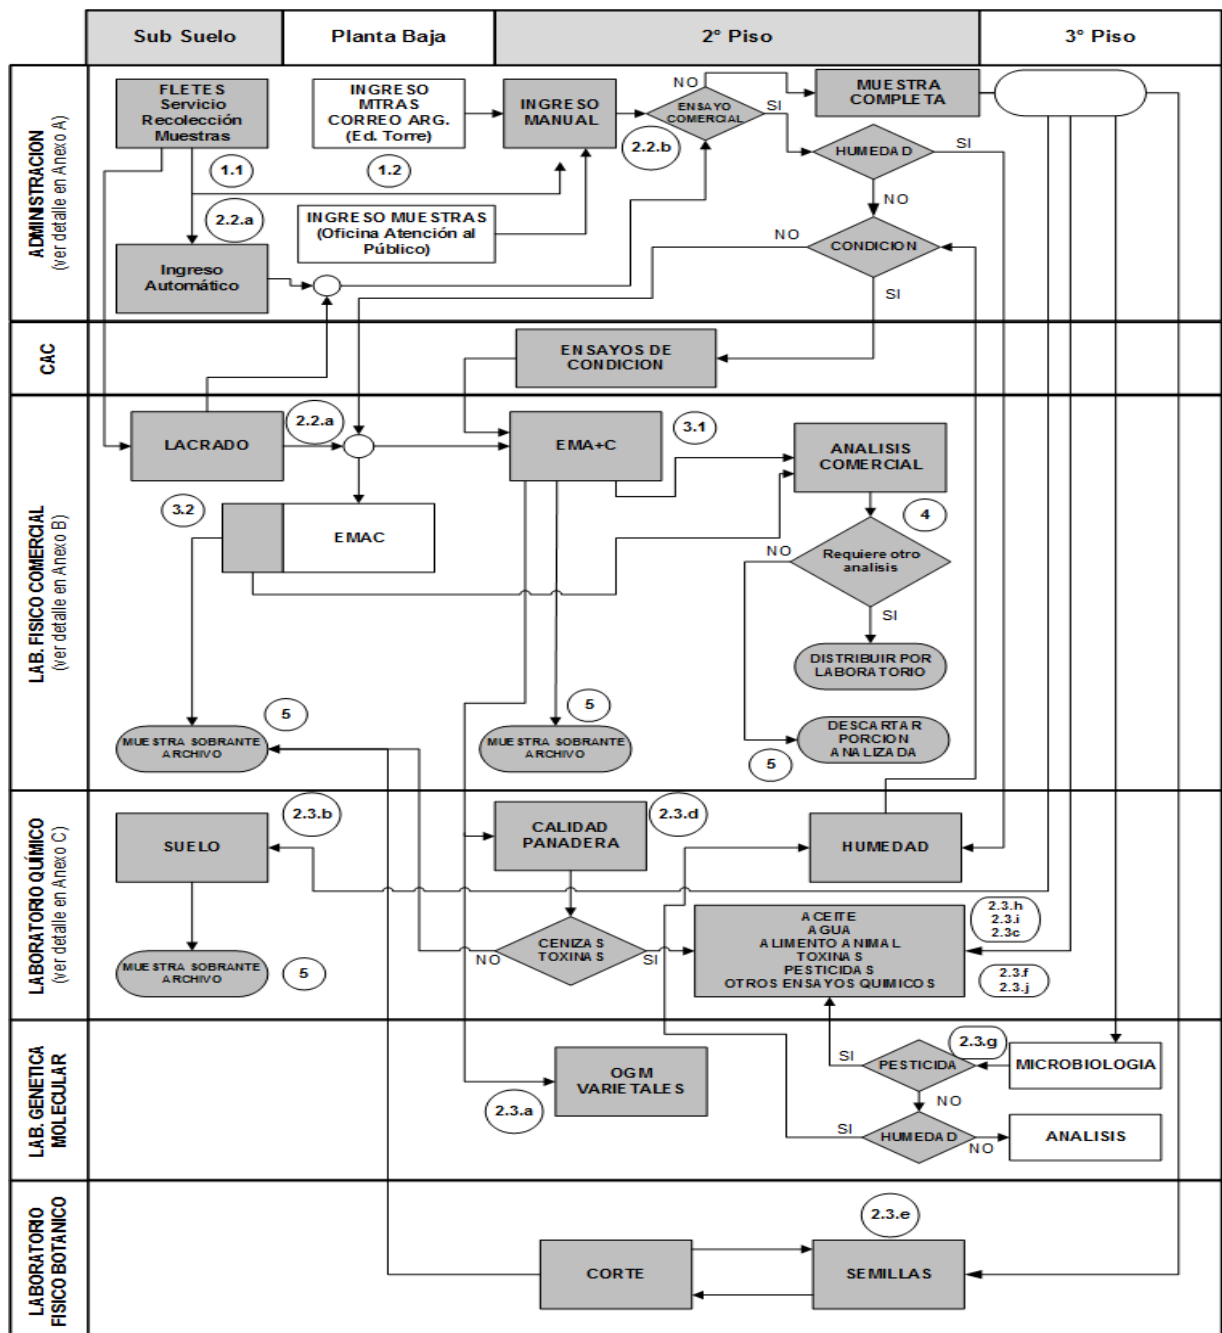 Sub Suelo
Planta Baja
2° Piso
3° Piso
ADMINISTRACION
(ver detalle en Anexo A)
FLETES
Servicio
Recolección
Muestras
INGRESO
MTRAS
CORREO ARG.
(Ed. Torre)
INGRESO
MANUAL
NO
ENSAYO
COMERCIAL
SI
MUESTRA
COMPLETA
1.1
1.2
2.2.b
HUMEDAD
SI
NO
2.2.a
INGRESO MUESTRAS
(Oficina Atención al
Público)
NO
CONDICION
SI
Ingreso
Automático
CAC
ENSAYOS DE
CONDICION
LAB. FISICO COMERCIAL
(ver detalle en Anexo B)
LACRADO
2.2.a
EMA+C
3.1
ANALISIS
COMERCIAL
3.2
EMAC
4
NO
Requiere otro
analisis
SI
DISTRIBUIR POR
LABORATORIO
5
5
MUESTRA SOBRANTE
ARCHIVO
MUESTRA SOBRANTE
ARCHIVO
DESCARTAR
PORCION
ANALIZADA
5
LABORATORIO QUÍMICO
(ver detalle en Anexo C)
SUELO
2.3.b
CALIDAD
PANADERA
2.3.d
HUMEDAD
CENIZAS
TOXINAS
NO
SI
ACEITE
AGUA
ALIMENTO ANIMAL
TOXINAS
PESTICIDAS
OTROS ENSAYOS QUIMICOS
2.3.h
2.3.i
2.3c
2.3.f
2.3.j
MUESTRA SOBRANTE
ARCHIVO
5
LAB. GENETICA
MOLECULAR
OGM
VARIETALES
2.3.a
SI
PESTICIDA
2.3.g
MICROBIOLOGIA
NO
SI
HUMEDAD
NO
ANALISIS
LABORATORIO
FISICO BOTANICO
2.3.e
CORTE
SEMILLAS